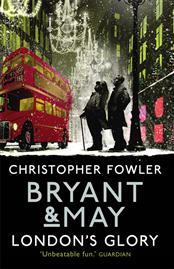 CHRISTOPHER FOWLER
BRYANT
&MAY
LONDON'S GLORY
'Unbeatable fun.' GUARDIAN